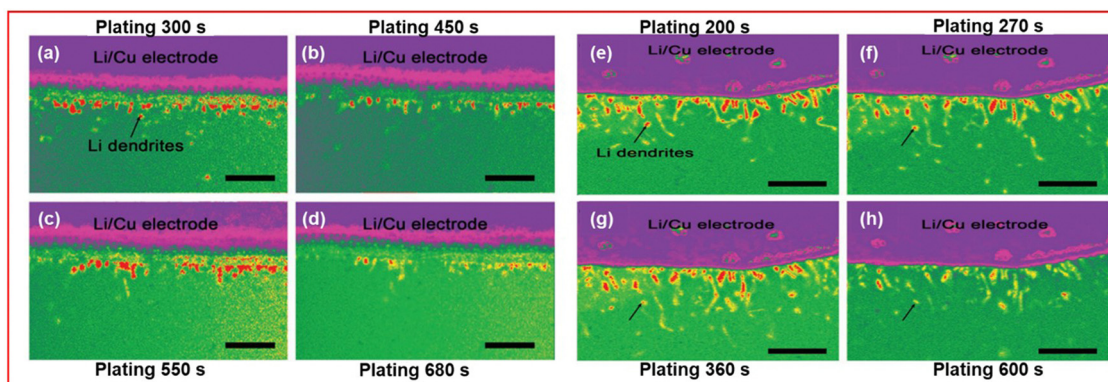 Plating 300 s
Plating 450 s
Plating 200 s
Plating 270 s
(a)
Li/Cu electrode
Li dendrites
(b)
Li/Cu electrode
(e)
Li/Cu electrode
Li dendrites
(f)
Li/Cu electrode
(c)
Li/Cu electrode
(d)
Li/Cu electrode
(g)
Li/Cu electrode
(h)
Li/Cu electrode
Plating 550 s
Plating 680 s
Plating 360 s
Plating 600 s